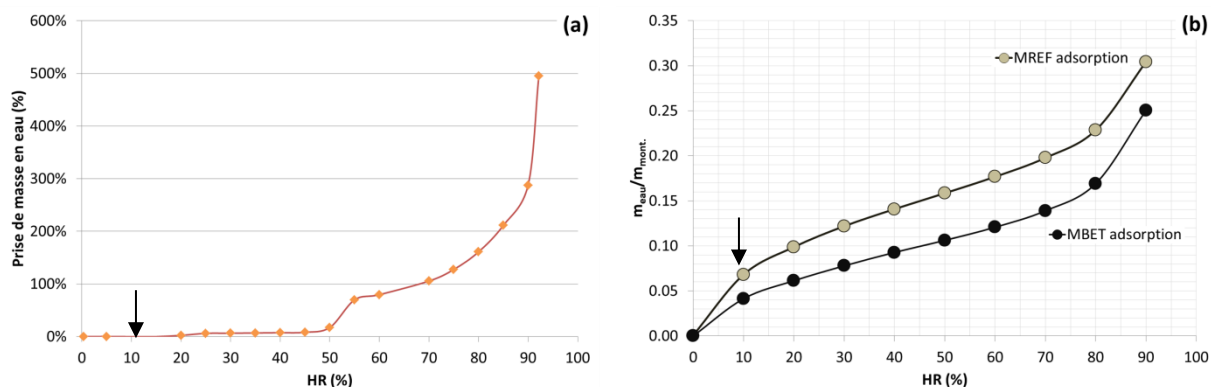 (a)
600%
500%
400%
300%
200%
100%
0%
Prise de masse en eau (%)
0 10 20 30 40 50 60 70 80 90 100
HR (%)
(b)
0.35
0.30
0.25
0.20
0.15
0.10
0.05
0.00
m_eau/m_mont.
MREF adsorption
MBET adsorption
0 10 20 30 40 50 60 70 80 90 100
HR (%)